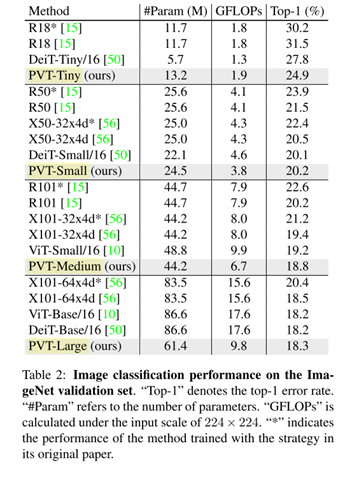 Method #Param (M) GFLOPs Top-1 (%)
R18* [15] 11.7 1.8 30.2
R18 [15] 11.7 1.8 31.5
DeiT-Tiny/16 [50] 5.7 1.3 27.8
PVT-Tiny (ours) 13.2 1.9 24.9
R50* [15] 25.6 4.1 23.9
R50 [15] 25.6 4.1 21.5
X50-32x4d* [56] 25.0 4.3 22.4
X50-32x4d [56] 25.0 4.3 20.5
DeiT-Small/16 [50] 22.1 4.6 20.1
PVT-Small (ours) 24.5 3.8 20.2
R101* [15] 44.7 7.9 22.6
R101 [15] 44.7 7.9 20.2
X101-32x4d* [56] 44.2 8.0 21.2
X101-32x4d [56] 44.2 8.0 19.4
ViT-Small/16 [10] 48.8 9.9 19.2
PVT-Medium (ours) 44.2 6.7 18.8
X101-64x4d* [56] 83.5 15.6 20.4
X101-64x4d [56] 83.5 15.6 18.5
ViT-Base/16 [10] 86.6 17.6 18.2
DeiT-Base/16 [50] 86.6 17.6 18.2
PVT-Large (ours) 61.4 9.8 18.3
Table 2: Image classification performance on the Ima-
geNet validation set. “Top-1” denotes the top-1 error rate.
“#Param” refers to the number of parameters. “GFLOPs” is
calculated under the input scale of 224 × 224. “*” indicates
the performance of the method trained with the strategy in
its original paper.